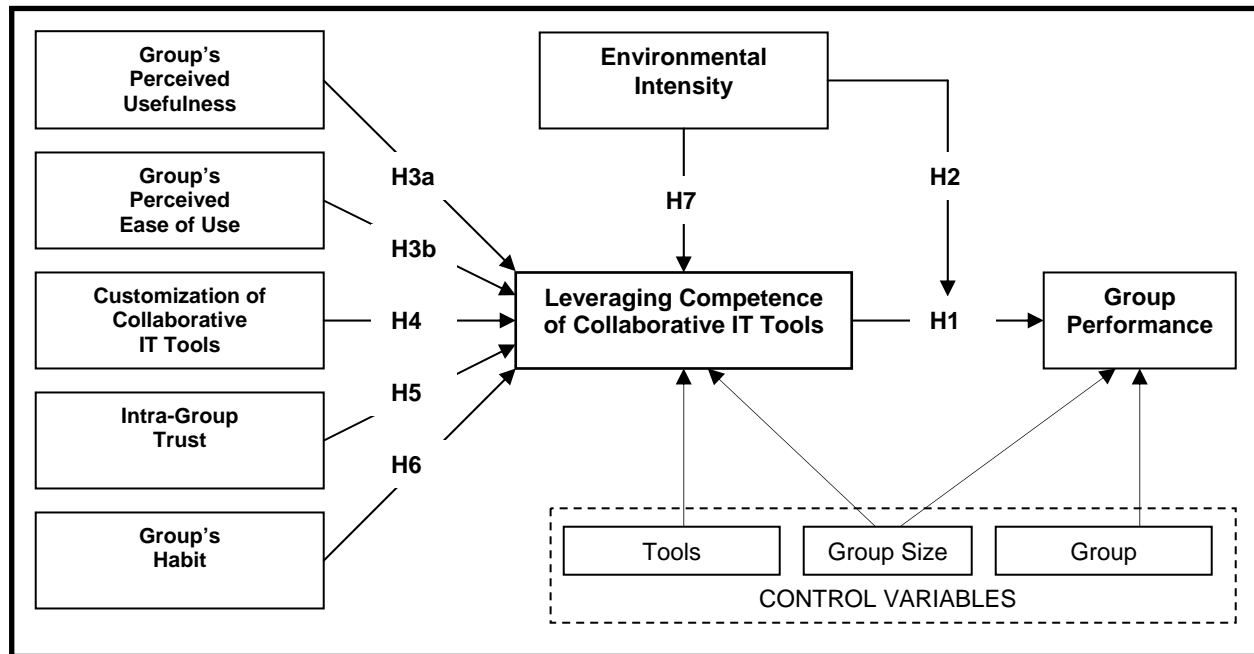 Group's
Perceived
Usefulness
Group's
Perceived
Ease of Use
Customization of
Collaborative
IT Tools
Intra-Group
Trust
Group's
Habit
H3a
H3b
H4
H5
H6
Environmental
Intensity
H7
H2
Leveraging Competence
of Collaborative IT Tools
H1
Group
Performance
Tools
Group Size
Group
CONTROL VARIABLES